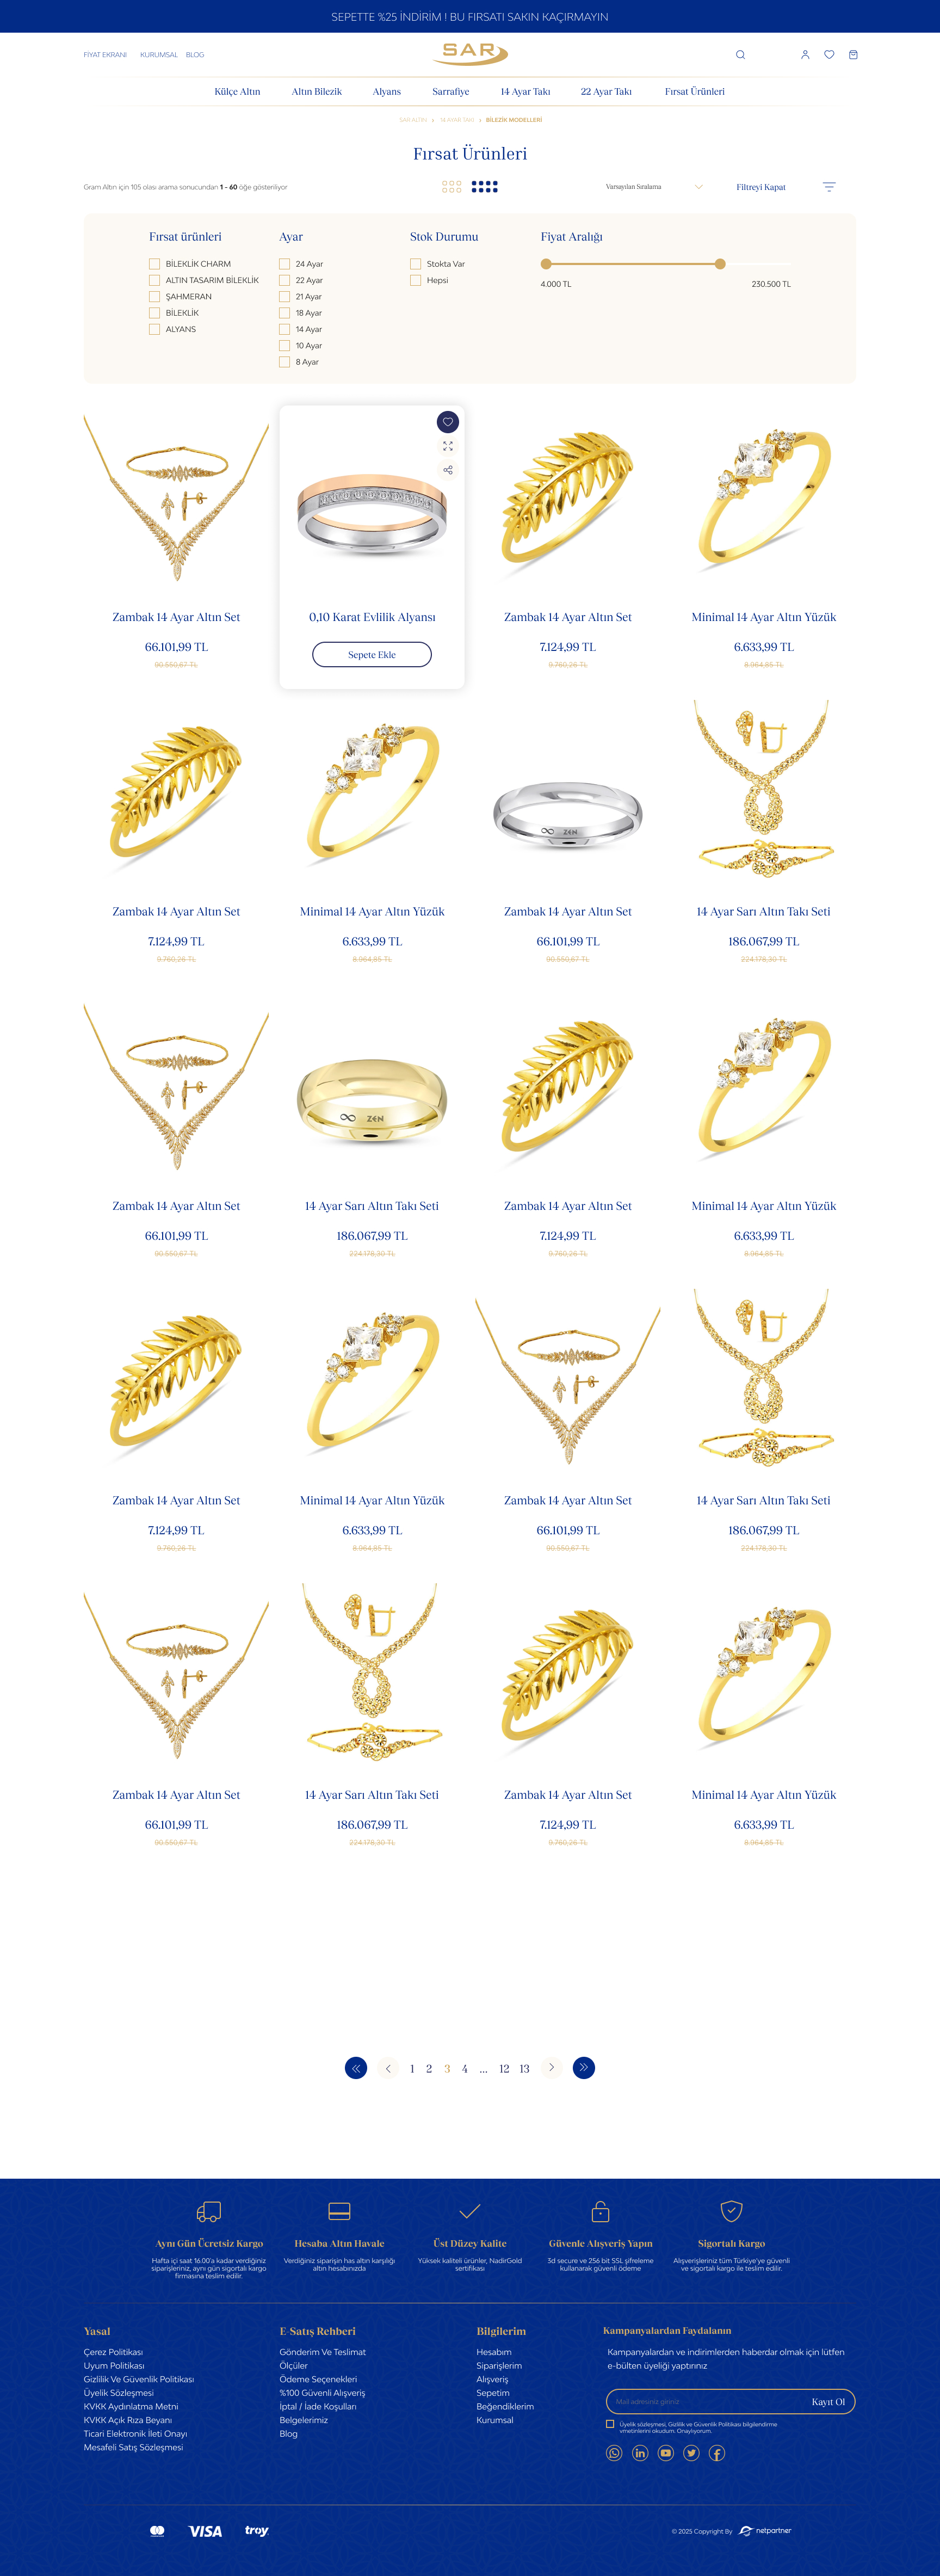 SEPETTE %25 İNDİRİM ! BU FIRSATI SAKIN KAÇIRMAYIN
FİYAT EKRANI KURUMSAL BLOG
SAR
Külçe Altın Altın Bilezik Alyans Sarrafiye 14 Ayar Takı 22 Ayar Takı Fırsat Ürünleri
SAR ALTIN > 14 AYAR TAKI > BİLEZİK MODELLERİ
Fırsat Ürünleri
Gram Altın için 105 olası arama sonucundan 1 - 60 öğe gösteriliyor
Varsayılan Sıralama
Filtreyi Kapat
Fırsat ürünleri
BİLEKLİK CHARM
ALTIN TASARIM BİLEKLİK
ŞAHMERAN
BİLEKLİK
ALYANS
Ayar
24 Ayar
22 Ayar
21 Ayar
18 Ayar
14 Ayar
10 Ayar
8 Ayar
Stok Durumu
Stokta Var
Hepsi
Fiyat Aralığı
4.000 TL 230.500 TL
Zambak 14 Ayar Altın Set
66.101,99 TL
90.550,67 TL
0,10 Karat Evlilik Alyansı
Sepete Ekle
Zambak 14 Ayar Altın Set
7.124,99 TL
9.760,26 TL
Minimal 14 Ayar Altın Yüzük
6.633,99 TL
8.964,85 TL
Zambak 14 Ayar Altın Set
7.124,99 TL
9.760,26 TL
Minimal 14 Ayar Altın Yüzük
6.633,99 TL
8.964,85 TL
ZEN
Zambak 14 Ayar Altın Set
66.101,99 TL
90.550,67 TL
14 Ayar Sarı Altın Takı Seti
186.067,99 TL
224.178,30 TL
Zambak 14 Ayar Altın Set
66.101,99 TL
90.550,67 TL
ZEN
14 Ayar Sarı Altın Takı Seti
186.067,99 TL
224.178,30 TL
Zambak 14 Ayar Altın Set
7.124,99 TL
9.760,26 TL
Minimal 14 Ayar Altın Yüzük
6.633,99 TL
8.964,85 TL
Zambak 14 Ayar Altın Set
7.124,99 TL
9.760,26 TL
Minimal 14 Ayar Altın Yüzük
6.633,99 TL
8.964,85 TL
Zambak 14 Ayar Altın Set
66.101,99 TL
90.550,67 TL
14 Ayar Sarı Altın Takı Seti
186.067,99 TL
224.178,30 TL
Zambak 14 Ayar Altın Set
66.101,99 TL
90.550,67 TL
14 Ayar Sarı Altın Takı Seti
186.067,99 TL
224.178,30 TL
Zambak 14 Ayar Altın Set
7.124,99 TL
9.760,26 TL
Minimal 14 Ayar Altın Yüzük
6.633,99 TL
8.964,85 TL
1 2 3 4 ... 12 13
Aynı Gün Ücretsiz Kargo
Hafta içi saat 16.00'a kadar verdiğiniz
siparişleriniz, aynı gün sigortalı kargo
firmasına teslim edilir.
Hesaba Altın Havale
Verdiğiniz siparişin has altın karşılığı
altın hesabınızda
Üst Düzey Kalite
Yüksek kaliteli ürünler, NadirGold
sertifikası
Güvenle Alışveriş Yapın
3d secure ve 256 bit SSL şifreleme
kullanarak güvenli ödeme
Sigortalı Kargo
Alışverişleriniz tüm Türkiye'ye güvenli
ve sigortalı kargo ile teslim edilir.
Yasal
Çerez Politikası
Uyum Politikası
Gizlilik Ve Güvenlik Politikası
Üyelik Sözleşmesi
KVKK Aydınlatma Metni
KVKK Açık Rıza Beyanı
Ticari Elektronik İleti Onayı
Mesafeli Satış Sözleşmesi
E-Satış Rehberi
Gönderim Ve Teslimat
Ölçüler
Ödeme Seçenekleri
%100 Güvenli Alışveriş
İptal / İade Koşulları
Belgelerimiz
Blog
Bilgilerim
Hesabım
Siparişlerim
Alışveriş
Sepetim
Beğendiklerim
Kurumsal
Kampanyalardan Faydalanın
Kampanyalardan ve indirimlerden haberdar olmak için lütfen
e-bülten üyeliği yaptırınız
Mail adresiniz giriniz Kayıt Ol
Üyelik sözleşmesi, Gizlilik ve Güvenlik Politikası bilgilendirme
vmetinlerini okudum. Onaylıyorum.
VISA troy
© 2025 Copyright By netpartner